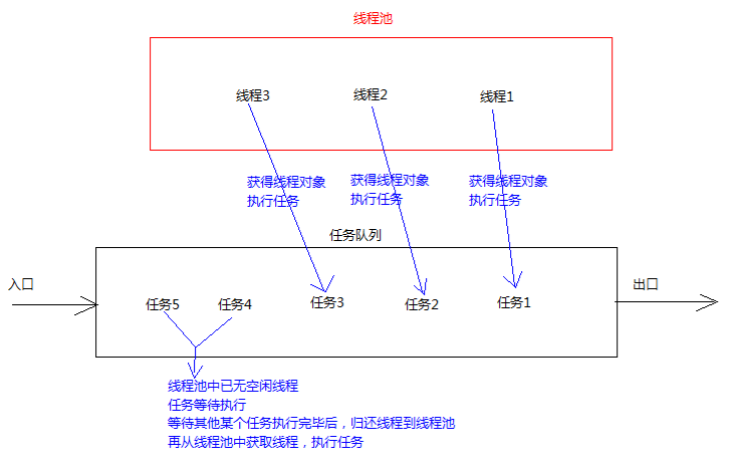 线程池
线程3
线程2
线程1
获得线程对象
执行任务
获得线程对象
执行任务
获得线程对象
执行任务
任务队列
入口
出口
任务5
任务4
任务3
任务2
任务1
线程池中已无空闲线程
任务等待执行
等待其他某个任务执行完毕后，归还线程到线程池
再从线程池中获取线程，执行任务